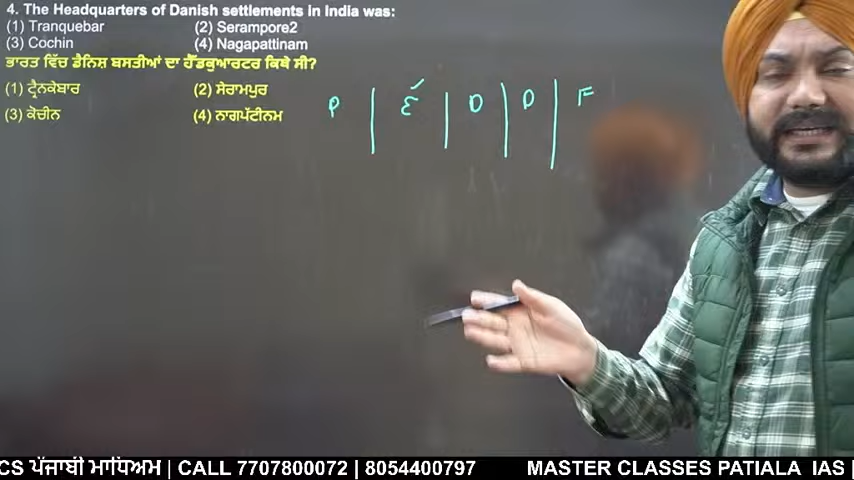 4. The Headquarters of Danish settlements in India was:
(1) Tranquebar (2) Serampore2
(3) Cochin (4) Nagapattinam
ਭਾਰਤ ਵਿੱਚ ਡੈਨਿਸ਼ ਬਸਤੀਆਂ ਦਾ ਹੈੱਡਕੁਆਰਟਰ ਕਿਥੇ ਸੀ?
(1) ਟ੍ਰੈਨਕੇਬਾਰ (2) ਸੇਰਾਮਪੁਰ
(3) ਕੋਚੀਨ (4) ਨਾਗਪੱਟੀਨਮ
P | E | D | D | F
CS ਪੰਜਾਬੀ ਮਾਧਿਅਮ | CALL 7707800072 | 8054400797 MASTER CLASSES PATIALA IAS |